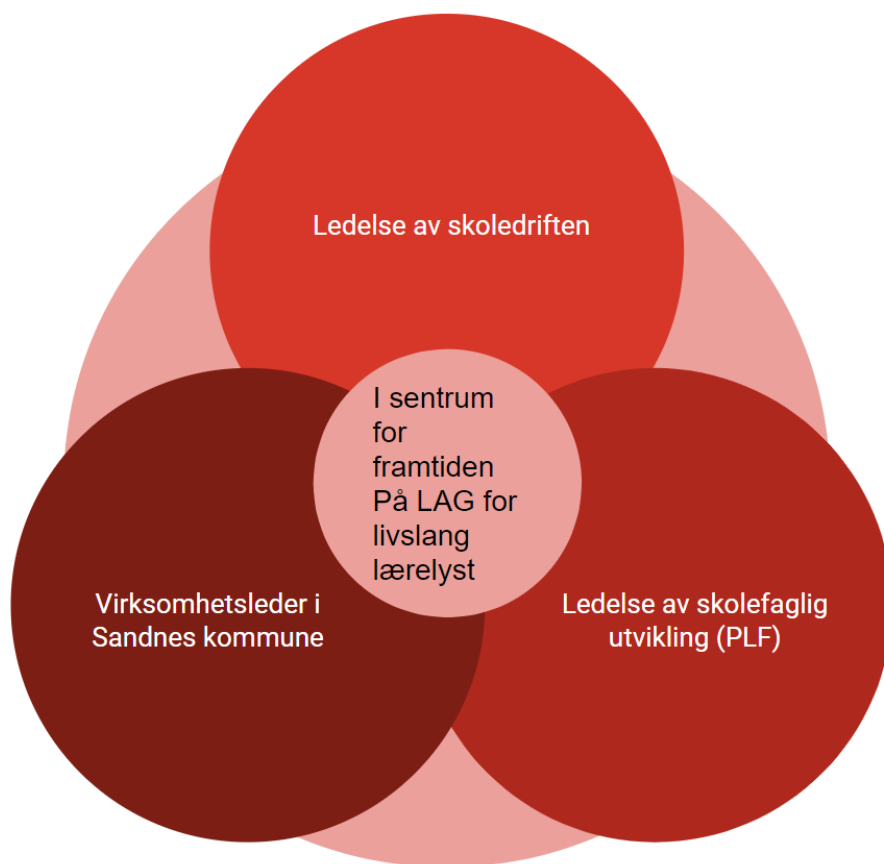 Ledelse av skoledriften
I sentrum
for
framtiden
På LAG for
livslang
lærelyst
Virksomhetsleder i
Sandnes kommune
Ledelse av skolefaglig
utvikling (PLF)